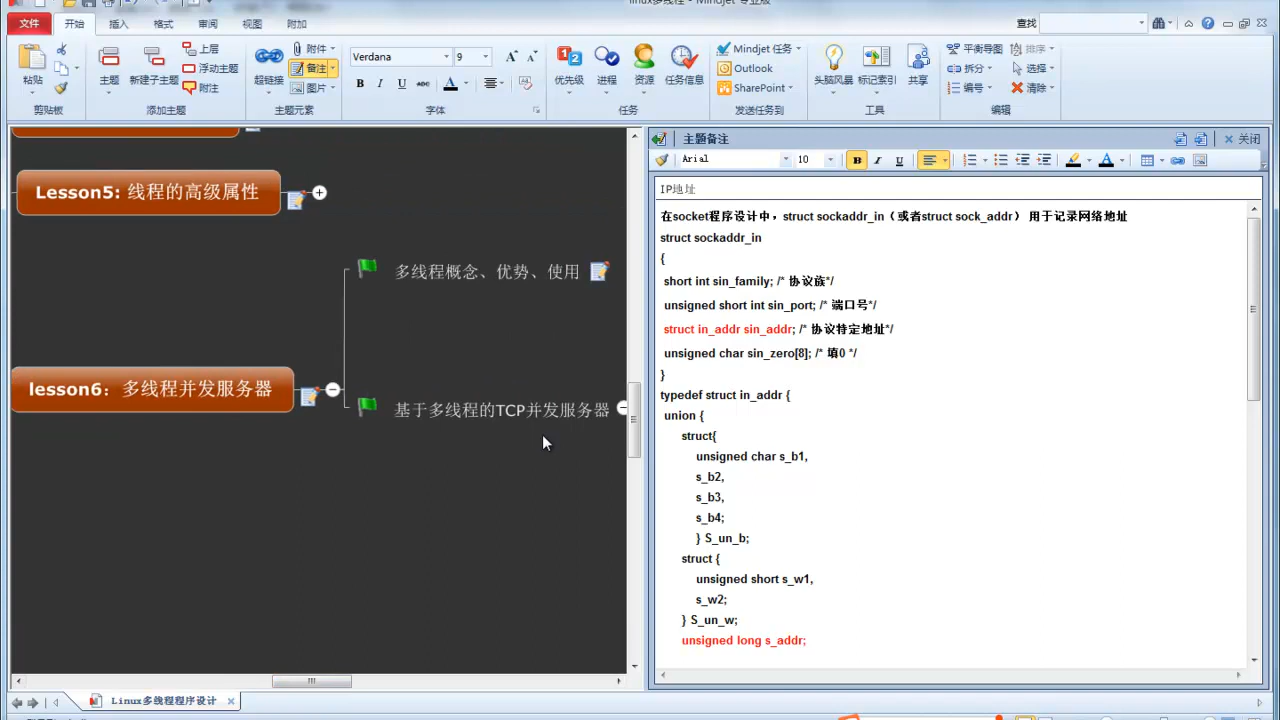 linux多线程 - Mindjet 专业版
文件 开始 插入 格式 审阅 视图 附加 查找
粘贴 主题 新建子主题 上层 浮动主题 附注 超链接 附件 备注 图片
Verdana 9
B I U A
优先级 进程 资源 任务信息 Mindjet 任务 Outlook SharePoint
头脑风暴 标记索引 共享 平衡导图 排序 拆分 选择 编号 清除
剪贴板 添加主题 主题元素 字体 任务 发送任务到 工具 编辑
Lesson5: 线程的高级属性
多线程概念、优势、使用
lesson6：多线程并发服务器
基于多线程的TCP并发服务器
主题备注 关闭
Arial 10 B I U A
IP地址
在socket程序设计中，struct sockaddr_in（或者struct sock_addr） 用于记录网络地址
struct sockaddr_in
{
short int sin_family; /* 协议族*/
unsigned short int sin_port; /* 端口号*/
struct in_addr sin_addr; /* 协议特定地址*/
unsigned char sin_zero[8]; /* 填0 */
}
typedef struct in_addr {
union {
struct{
unsigned char s_b1,
s_b2,
s_b3,
s_b4;
} S_un_b;
struct {
unsigned short s_w1,
s_w2;
} S_un_w;
unsigned long s_addr;
Linux多线程程序设计